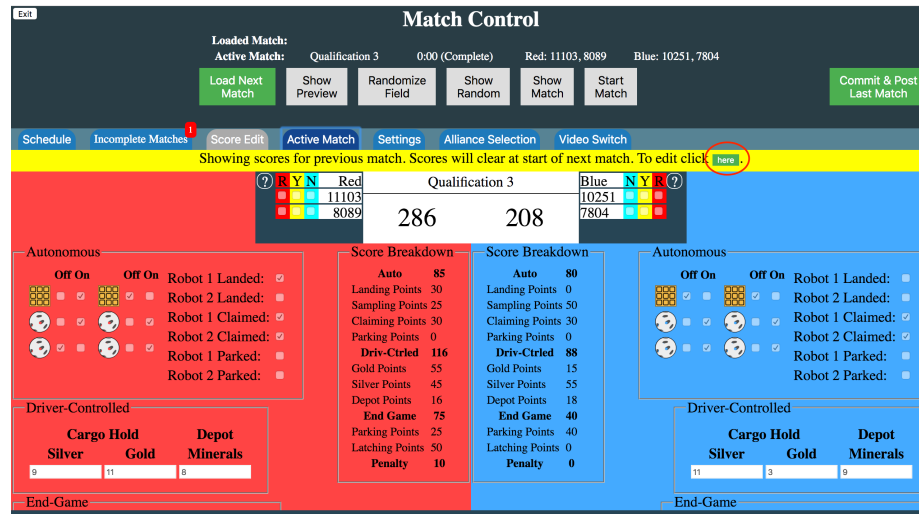 Exit
Match Control
Loaded Match:
Active Match: Qualification 3 0:00 (Complete) Red: 11103, 8089 Blue: 10251, 7804
Load Next Match
Show Preview
Randomize Field
Show Random
Show Match
Start Match
Commit & Post Last Match
Schedule Incomplete Matches 1 Score Edit Active Match Settings Alliance Selection Video Switch
Showing scores for previous match. Scores will clear at start of next match. To edit click here .
? R Y N Red Qualification 3 Blue N Y R ?
11103 10251
8089 286 208 7804
Autonomous
Off On Off On
Robot 1 Landed:
Robot 2 Landed:
Robot 1 Claimed:
Robot 2 Claimed:
Robot 1 Parked:
Robot 2 Parked:
Driver-Controlled
Cargo Hold Depot
Silver Gold Minerals
9 11 8
End-Game
Score Breakdown
Auto 85
Landing Points 30
Sampling Points 25
Claiming Points 30
Parking Points 0
Driv-Ctrled 116
Gold Points 55
Silver Points 45
Depot Points 16
End Game 75
Parking Points 25
Latching Points 50
Penalty 10
Score Breakdown
Auto 80
Landing Points 0
Sampling Points 50
Claiming Points 30
Parking Points 0
Driv-Ctrled 88
Gold Points 15
Silver Points 55
Depot Points 18
End Game 40
Parking Points 40
Latching Points 0
Penalty 0
Autonomous
Off On Off On
Robot 1 Landed:
Robot 2 Landed:
Robot 1 Claimed:
Robot 2 Claimed:
Robot 1 Parked:
Robot 2 Parked:
Driver-Controlled
Cargo Hold Depot
Silver Gold Minerals
11 3 9
End-Game